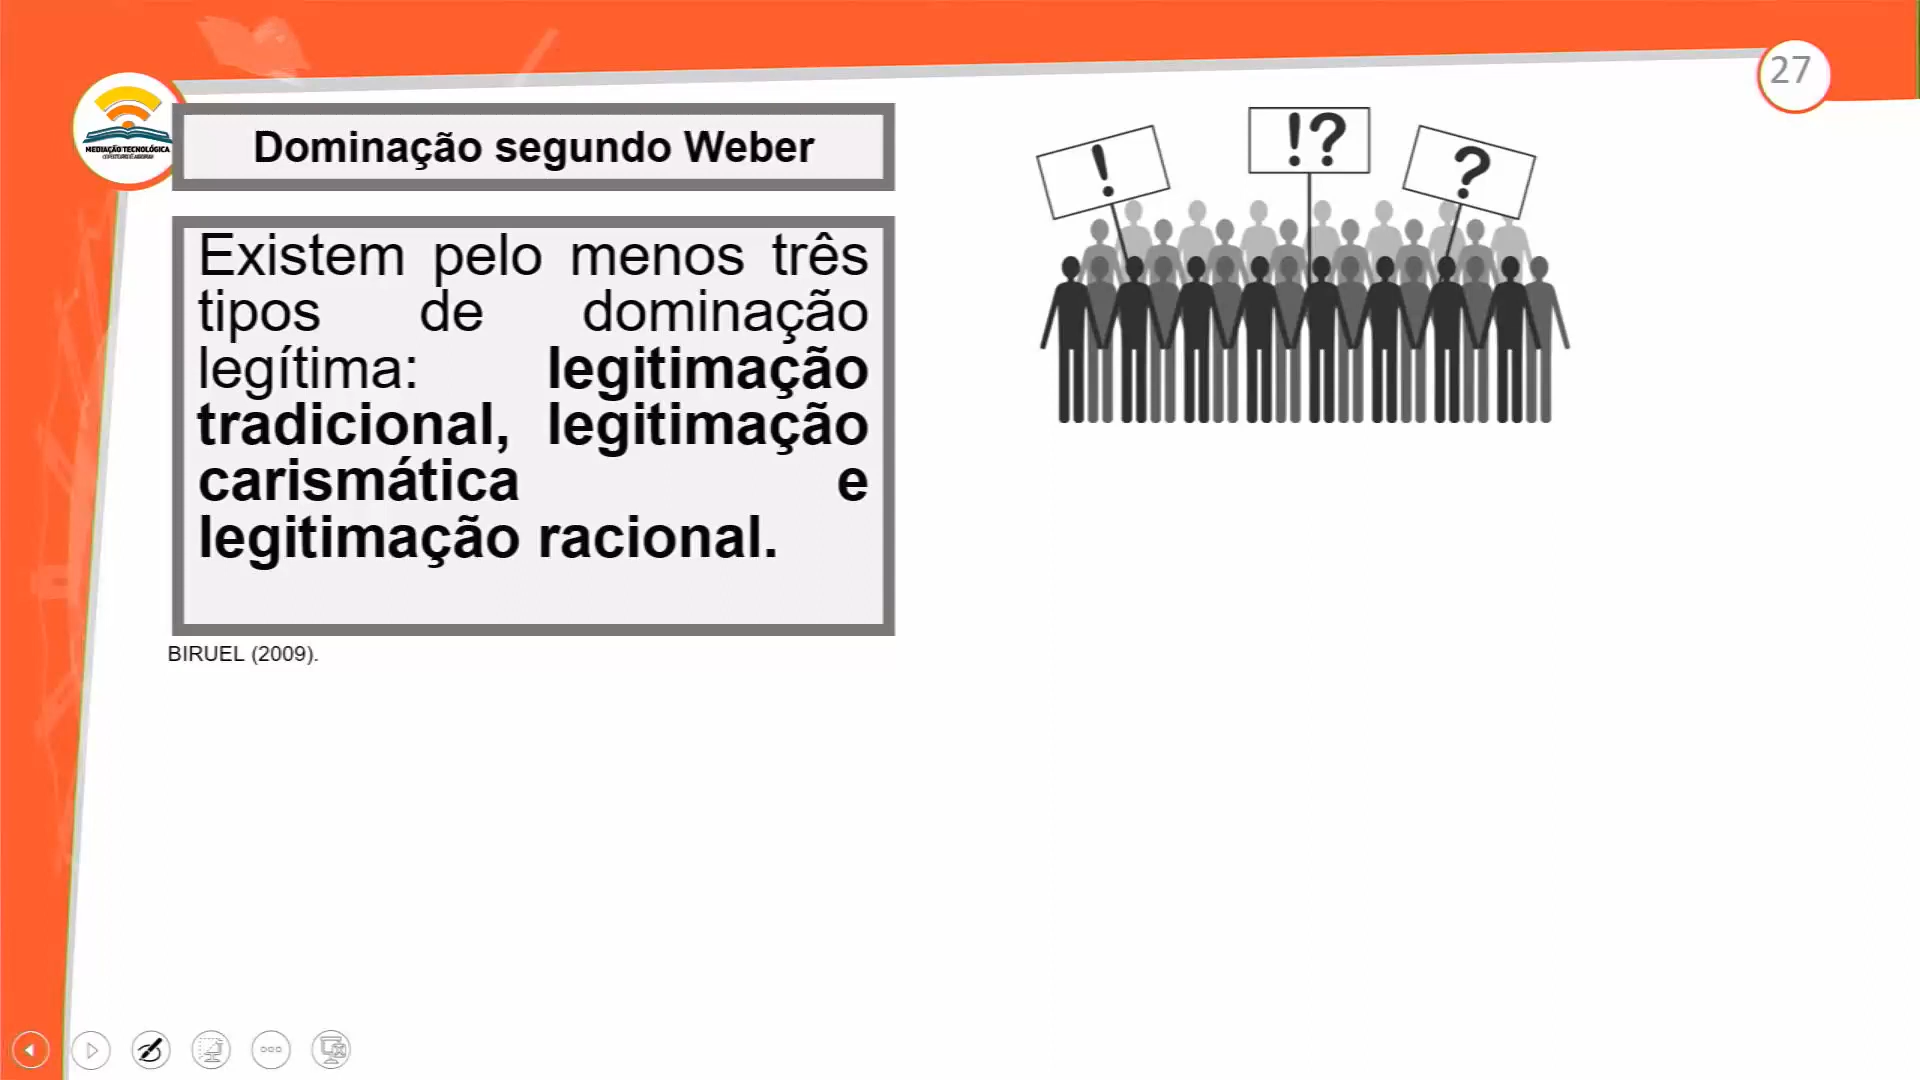 27
MEDIAÇÃO TECNOLÓGICA
Dominação segundo Weber
!
!?
?
Existem pelo menos três
tipos de dominação
legítima: legitimação
tradicional, legitimação
carismática e
legitimação racional.
BIRUEL (2009).